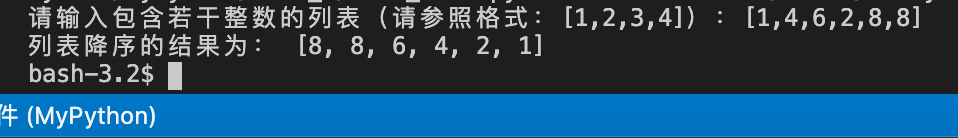 请输入包含若干整数的列表（请参照格式：[1,2,3,4]）：[1,4,6,2,8,8]
列表降序的结果为： [8, 8, 6, 4, 2, 1]
bash-3.2$
件 (MyPython)